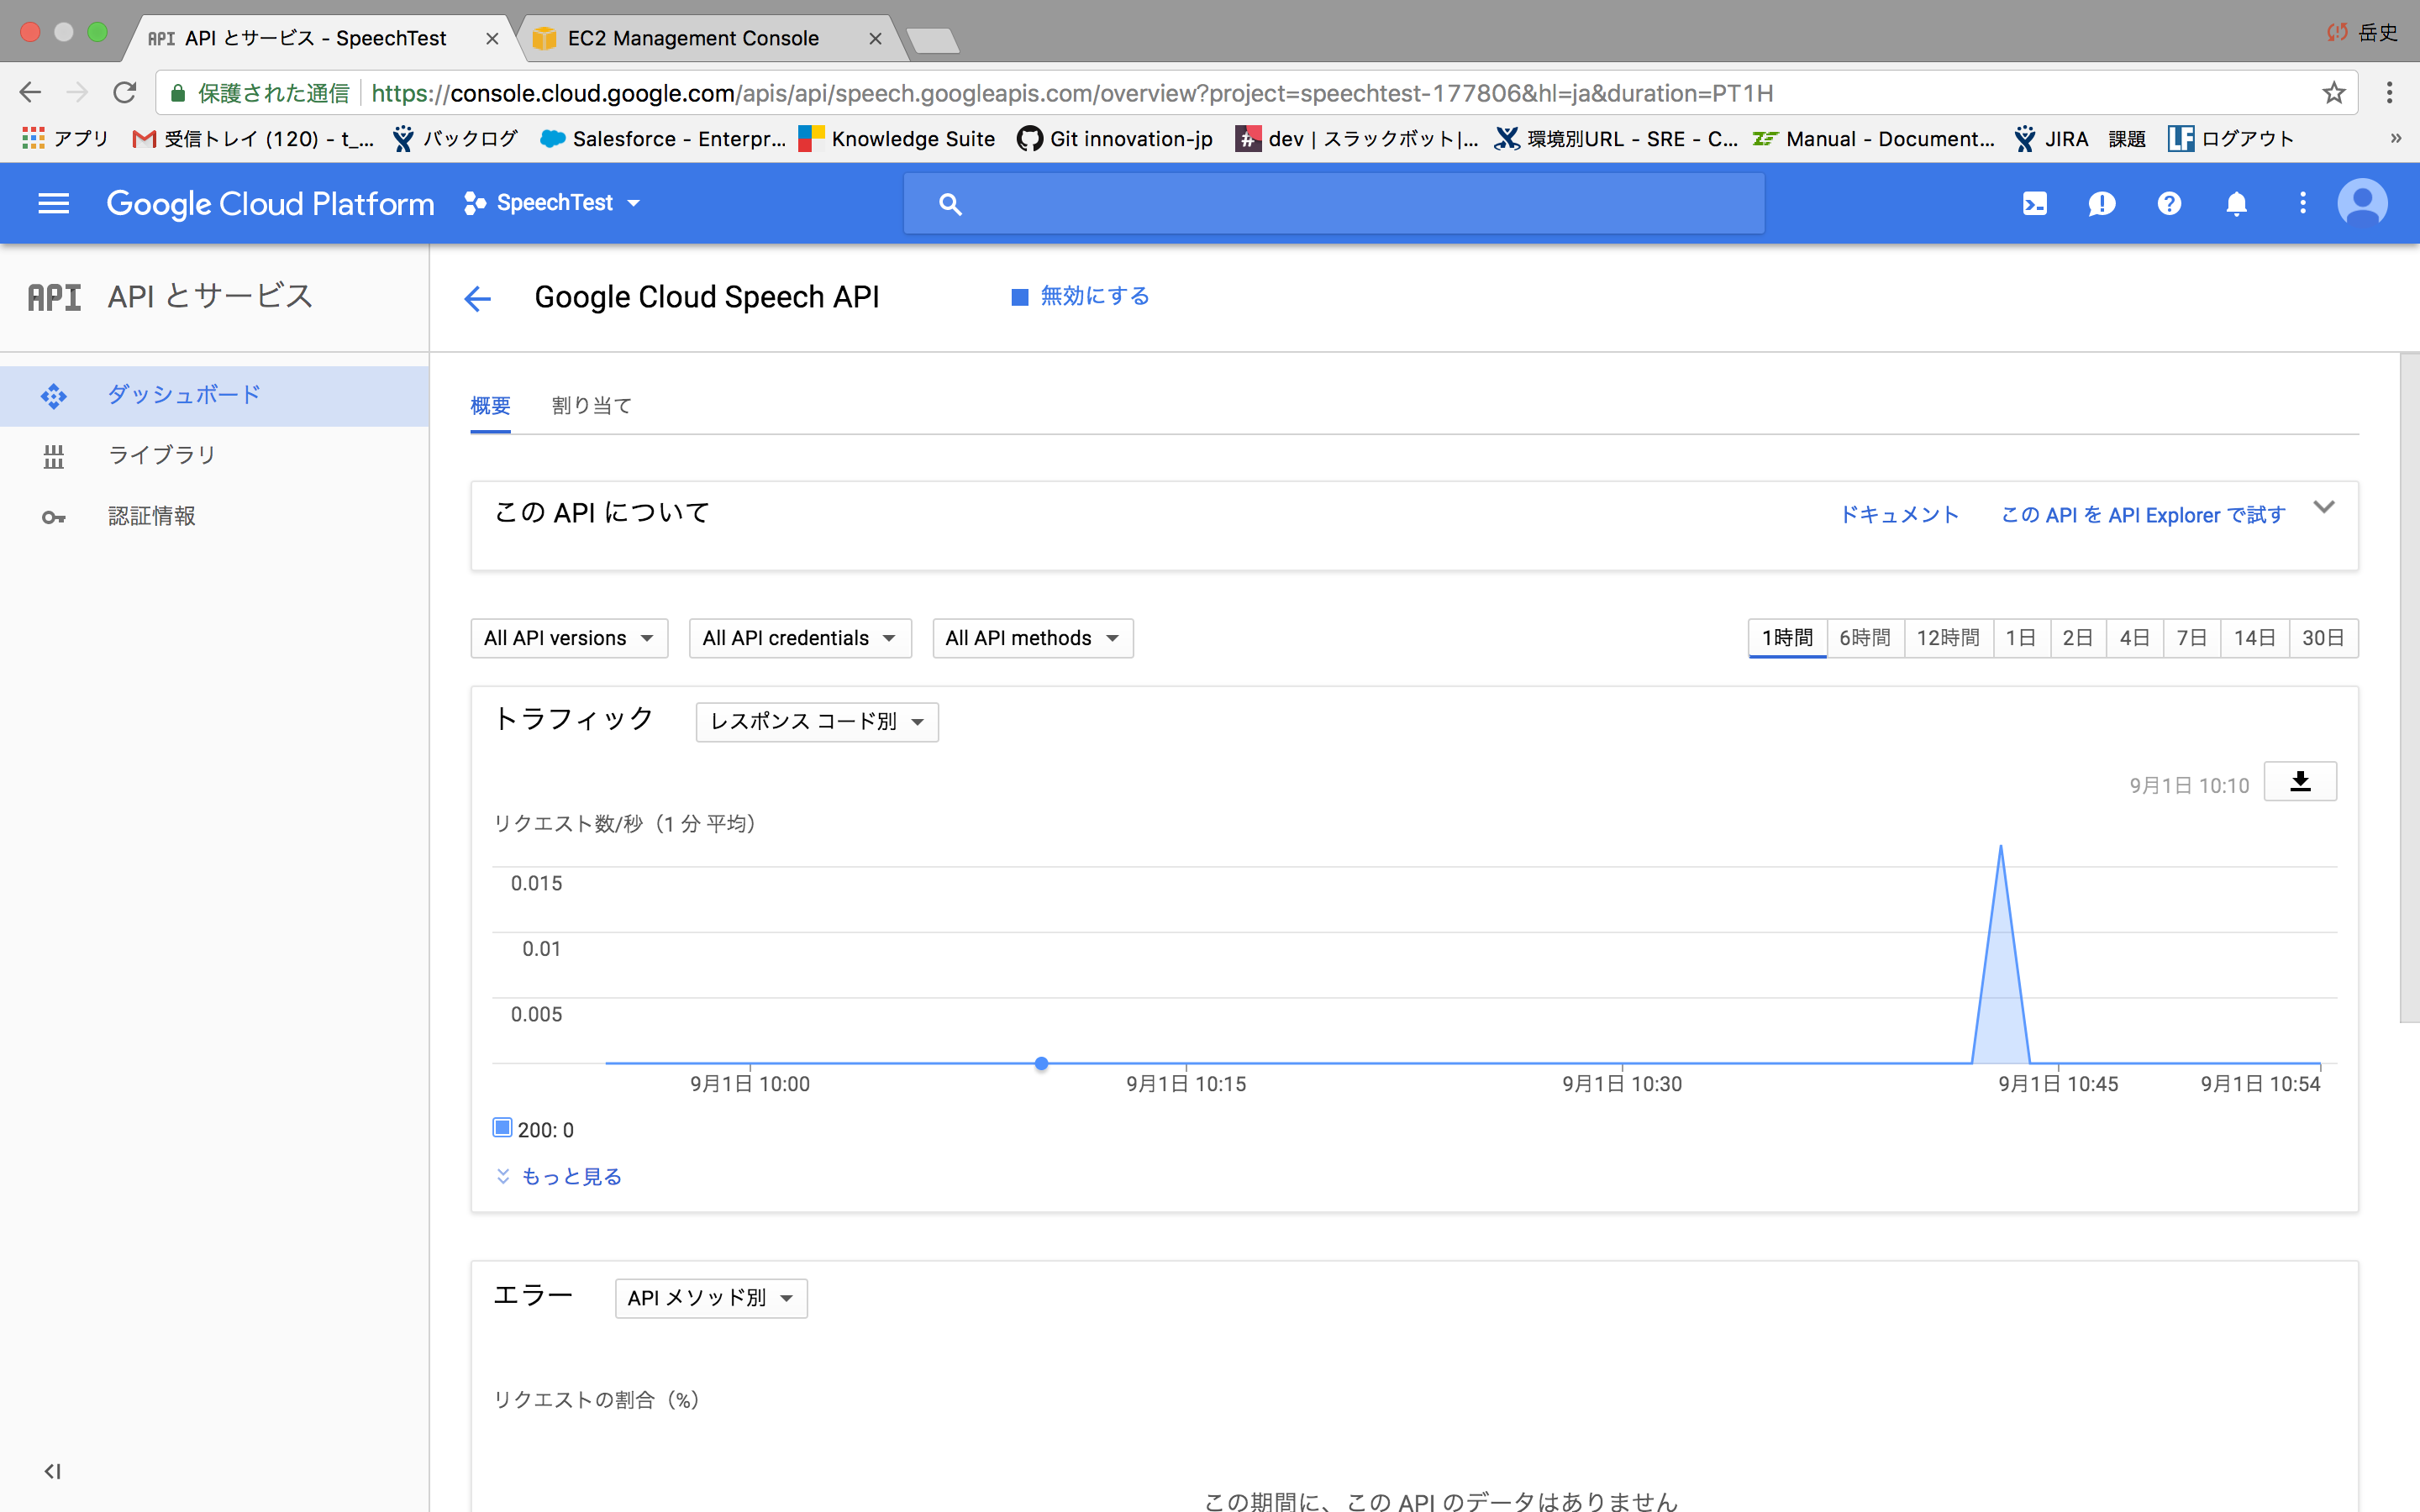 API API とサービス - SpeechTest × EC2 Management Console × 岳史
保護された通信 https://console.cloud.google.com/apis/api/speech.googleapis.com/overview?project=speechtest-177806&hl=ja&duration=PT1H
アプリ 受信トレイ (120) - t_... バックログ Salesforce - Enterpr... Knowledge Suite Git innovation-jp dev | スラックボット|... 環境別URL - SRE - C... Manual - Document... JIRA 課題 LF ログアウト »
Google Cloud Platform SpeechTest
API API とサービス
Google Cloud Speech API 無効にする
ダッシュボード
ライブラリ
認証情報
概要 割り当て
この API について ドキュメント この API を API Explorer で試す
All API versions All API credentials All API methods 1時間 6時間 12時間 1日 2日 4日 7日 14日 30日
トラフィック レスポンス コード別
9月1日 10:10
リクエスト数/秒（1 分 平均）
0.015
0.01
0.005
9月1日 10:00 9月1日 10:15 9月1日 10:30 9月1日 10:45 9月1日 10:54
200: 0
もっと見る
エラー API メソッド別
リクエストの割合（%）
この期間に、この API のデータはありません